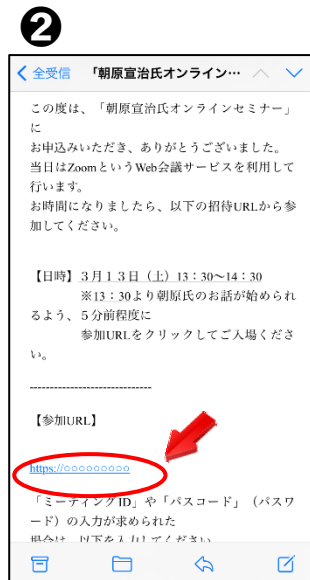 ❷
全受信 「朝原宣治氏オンライン…
この度は、「朝原宣治氏オンラインセミナー」
に
お申込みいただき、ありがとうございました。
当日はZoomというWeb会議サービスを利用して
行います。
お時間になりましたら、以下の招待URLから参
加してください。
【日時】３月１３日（土）13：30～14：30
※13：30より朝原氏のお話が始められ
るよう、５分前程度に
参加URLをクリックしてご入場くださ
い。
------------------------------
【参加URL】
https://○○○○○○○○○
「ミーティングID」や「パスコード」（パスワ
ード）の入力が求められた
場合は、以下を入力してください